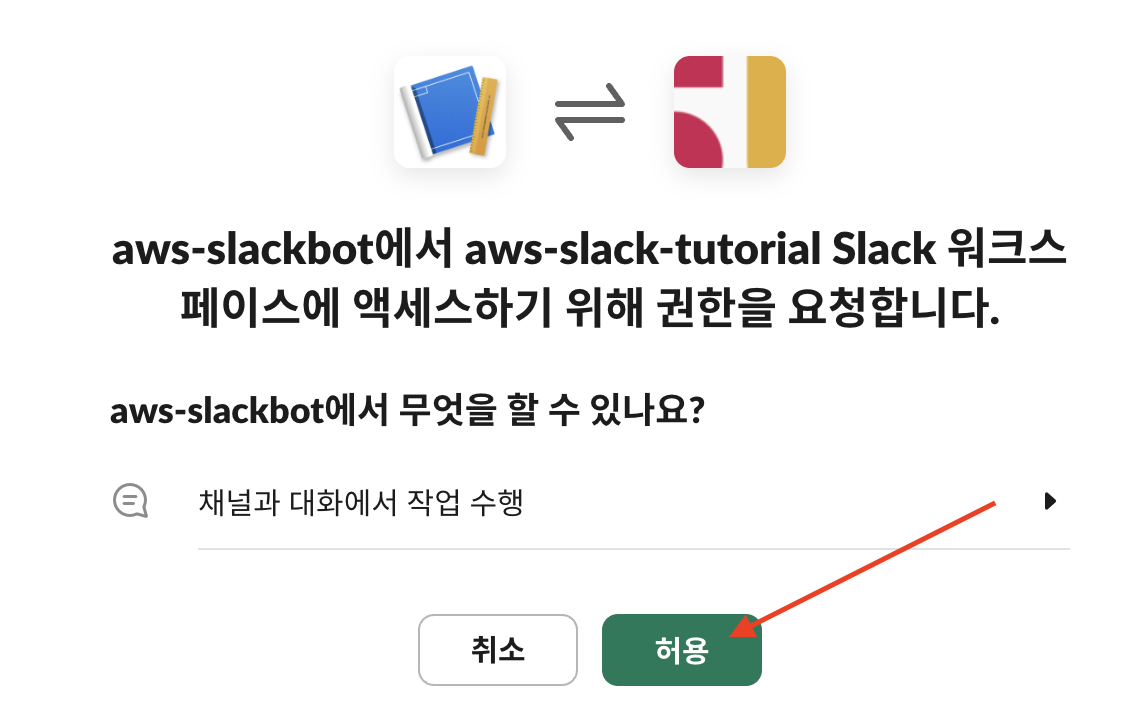 aws-slackbot에서 aws-slack-tutorial Slack 워크스
페이스에 액세스하기 위해 권한을 요청합니다.
aws-slackbot에서 무엇을 할 수 있나요?
채널과 대화에서 작업 수행
취소
허용